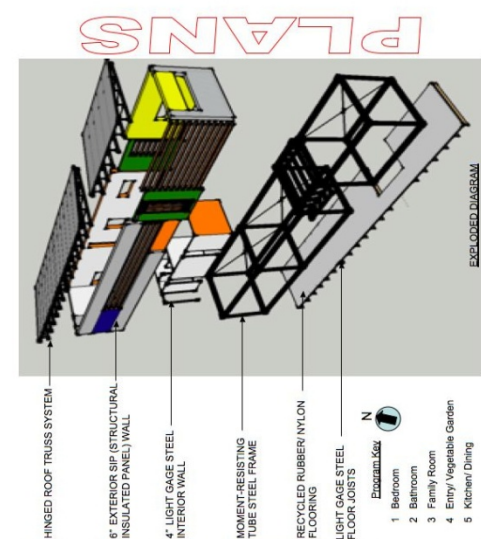 PLANS
HINGED ROOF TRUSS SYSTEM
6" EXTERIOR SIP (STRUCTURAL
INSULATED PANEL) WALL
4" LIGHT GAGE STEEL
INTERIOR WALL
MOMENT-RESISTING
TUBE STEEL FRAME
RECYCLED RUBBER/ NYLON
FLOORING
LIGHT GAGE STEEL
FLOOR JOISTS
EXPLODED DIAGRAM
Program Key
N
1 Bedroom
2 Bathroom
3 Family Room
4 Entry/ Vegetable Garden
5 Kitchen/ Dining